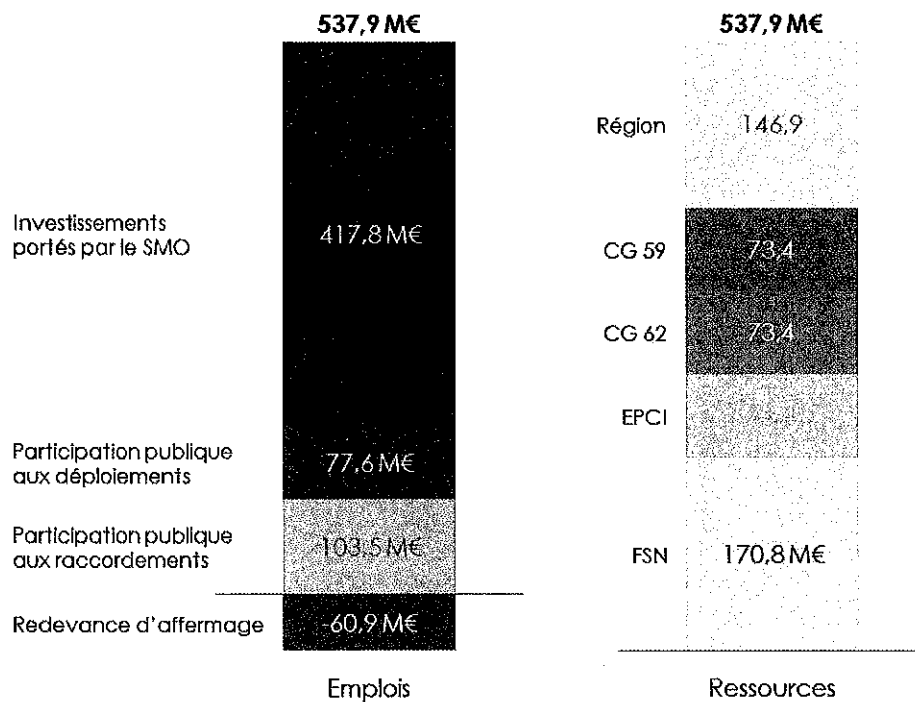 537,9 M€
Investissements
portés par le SMO
417,8 M€
Participation publique
aux déploiements
77,6 M€
Participation publique
aux raccordements
103,5 M€
Redevance d'affermage
-60,9 M€
Emplois
537,9 M€
Région
146,9
CG 59
73,4
CG 62
73,4
EPCI
FSN
170,8 M€
Ressources